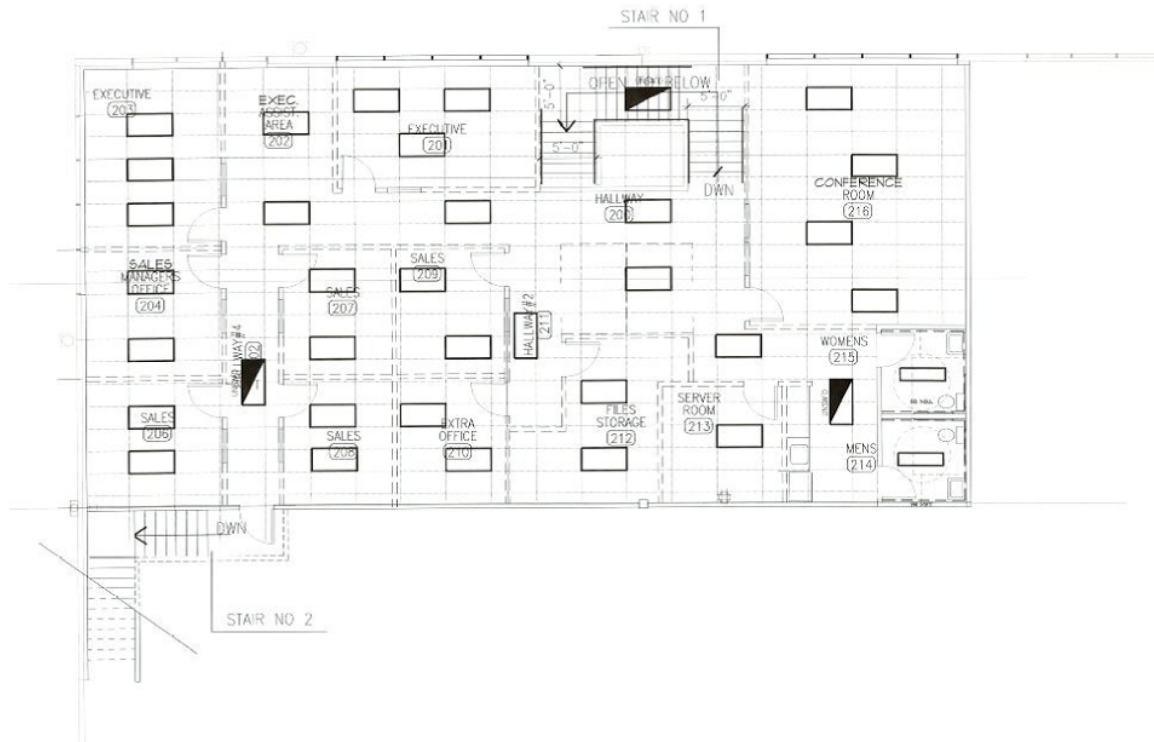 STAIR NO 1
OPEN TO BELOW
5'-0"
5'-0"
5'-0"
DWN
EXECUTIVE
203
EXEC.
ASSIST.
AREA
202
EXECUTIVE
201
HALLWAY
200
CONFERENCE
ROOM
216
SALES
MANAGERS
OFFICE
204
SALES
207
SALES
209
HALLWAY#2
211
HALLWAY#4
WOMENS
215
SALES
206
SALES
208
EXTRA
OFFICE
210
FILES
STORAGE
212
SERVER
ROOM
213
MENS
214
DWN
STAIR NO 2